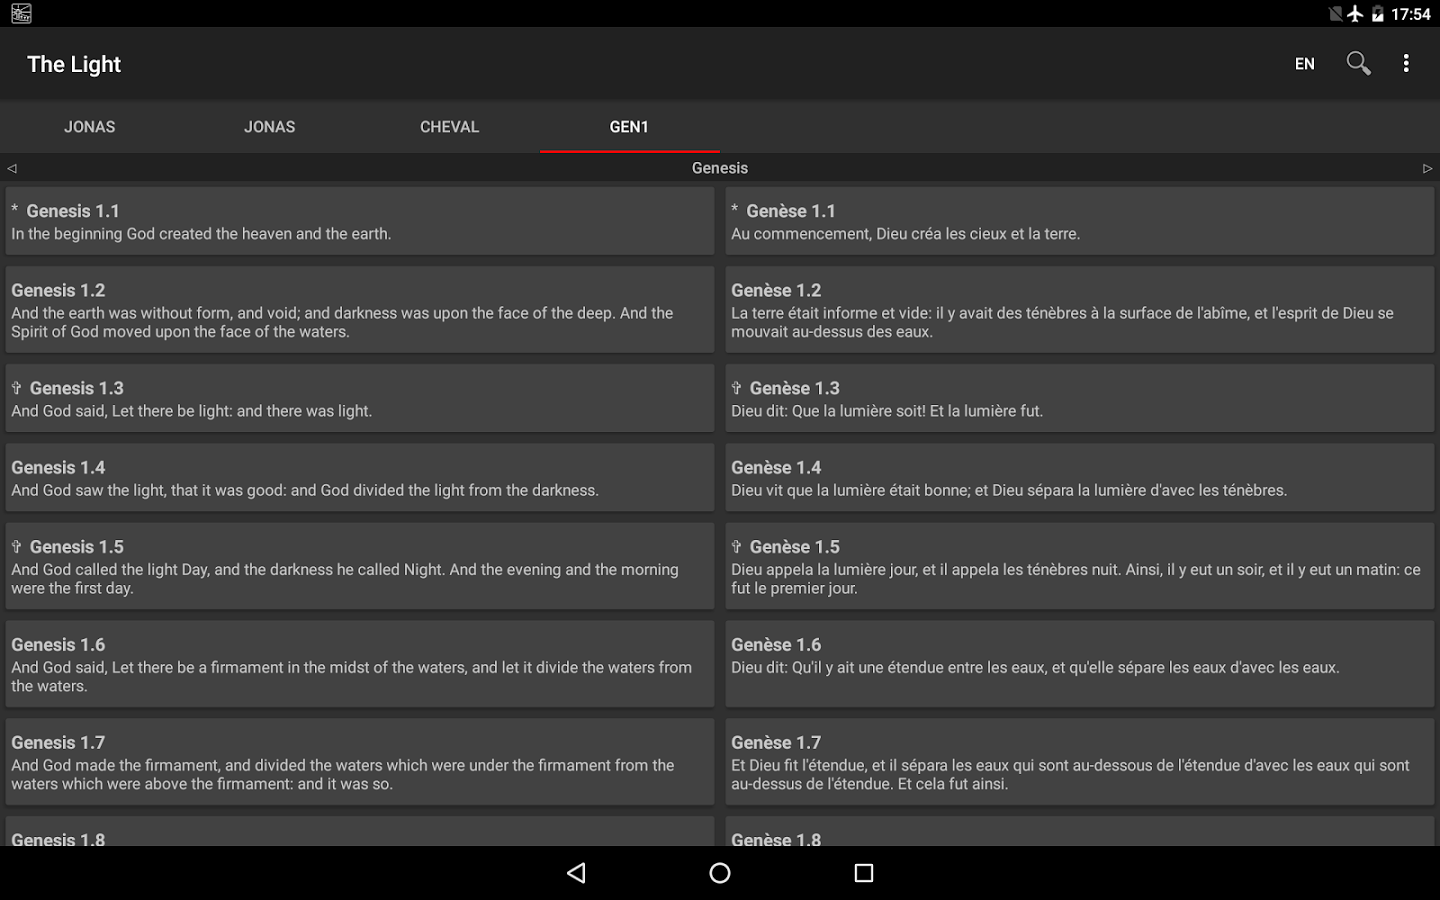 17:54
The Light
EN
JONAS
JONAS
CHEVAL
GEN1
Genesis
* Genesis 1.1
In the beginning God created the heaven and the earth.
* Genèse 1.1
Au commencement, Dieu créa les cieux et la terre.
Genesis 1.2
And the earth was without form, and void; and darkness was upon the face of the deep. And the
Spirit of God moved upon the face of the waters.
Genèse 1.2
La terre était informe et vide: il y avait des ténèbres à la surface de l'abîme, et l'esprit de Dieu se
mouvait au-dessus des eaux.
✞ Genesis 1.3
And God said, Let there be light: and there was light.
✞ Genèse 1.3
Dieu dit: Que la lumière soit! Et la lumière fut.
Genesis 1.4
And God saw the light, that it was good: and God divided the light from the darkness.
Genèse 1.4
Dieu vit que la lumière était bonne; et Dieu sépara la lumière d'avec les ténèbres.
✞ Genesis 1.5
And God called the light Day, and the darkness he called Night. And the evening and the morning
were the first day.
✞ Genèse 1.5
Dieu appela la lumière jour, et il appela les ténèbres nuit. Ainsi, il y eut un soir, et il y eut un matin: ce
fut le premier jour.
Genesis 1.6
And God said, Let there be a firmament in the midst of the waters, and let it divide the waters from
the waters.
Genèse 1.6
Dieu dit: Qu'il y ait une étendue entre les eaux, et qu'elle sépare les eaux d'avec les eaux.
Genesis 1.7
And God made the firmament, and divided the waters which were under the firmament from the
waters which were above the firmament: and it was so.
Genèse 1.7
Et Dieu fit l'étendue, et il sépara les eaux qui sont au-dessous de l'étendue d'avec les eaux qui sont
au-dessus de l'étendue. Et cela fut ainsi.
Genesis 1.8
Genèse 1.8